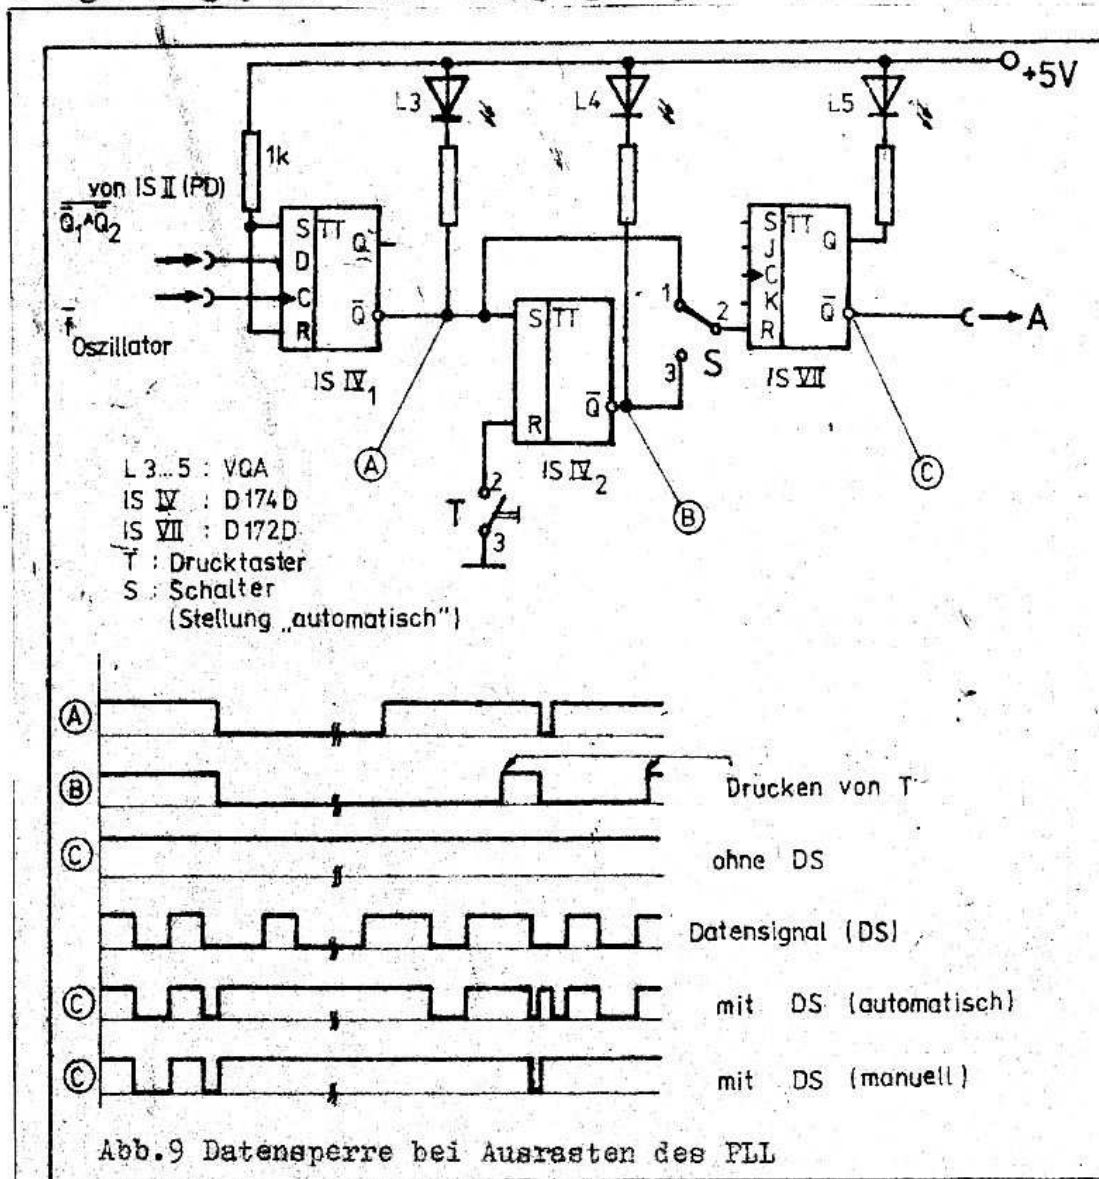 +5V
L3
L4
L5
1k
von IS II (PD)
Q̅1∧Q̅2
S TT
Q
D
C
R
Q̅
f̅ Oszillator
IS IV1
S TT
R
Q̅
IS IV2
1
2
3
S
S TT
J
Q
C
K
R
Q̅
IS VII
A
A
B
C
T
2
3
L 3...5 : VQA
IS IV : D174D
IS VII : D172D
T : Drucktaster
S : Schalter
(Stellung „automatisch")
A
B
Drücken von T
C
ohne DS
Datensignal (DS)
C
mit DS (automatisch)
C
mit DS (manuell)
Abb.9 Datensperre bei Ausrasten des PLL